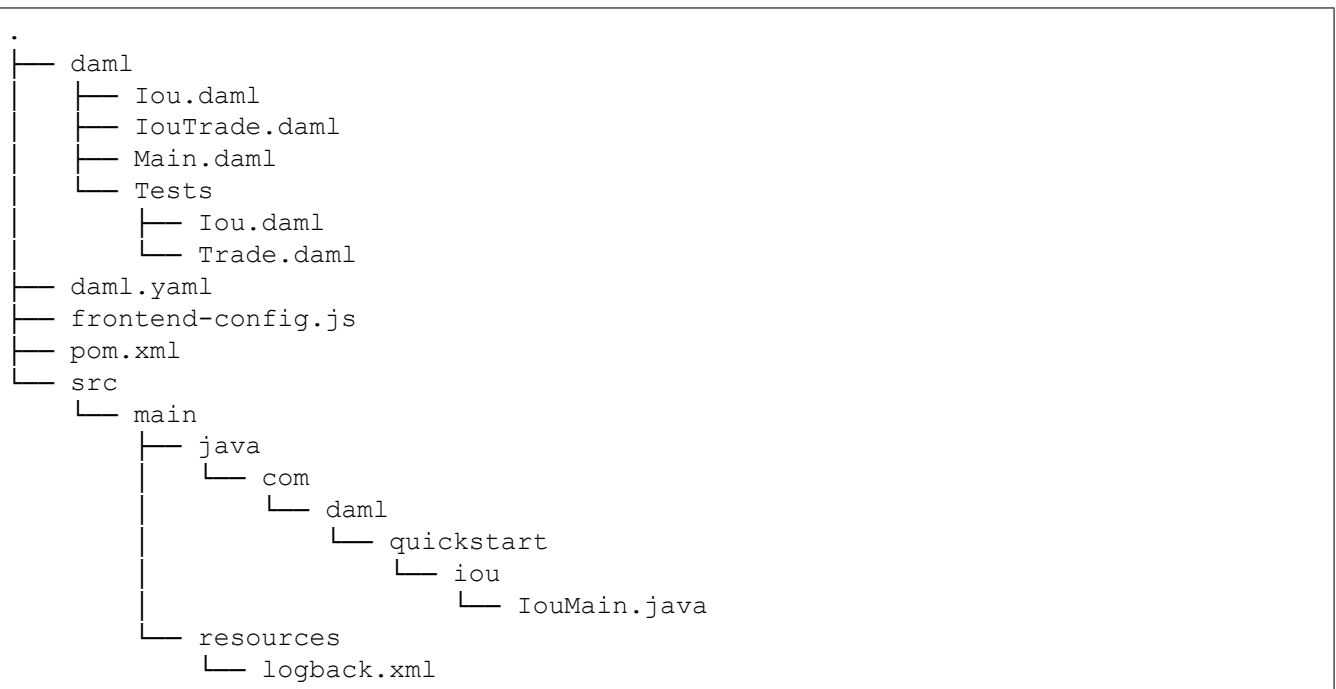 .
├── daml
│   ├── Iou.daml
│   ├── IouTrade.daml
│   ├── Main.daml
│   └── Tests
│       ├── Iou.daml
│       └── Trade.daml
├── daml.yaml
├── frontend-config.js
├── pom.xml
└── src
    └── main
        ├── java
        │   └── com
        │       └── daml
        │           └── quickstart
        │               └── iou
        │                   └── IouMain.java
        └── resources
            └── logback.xml